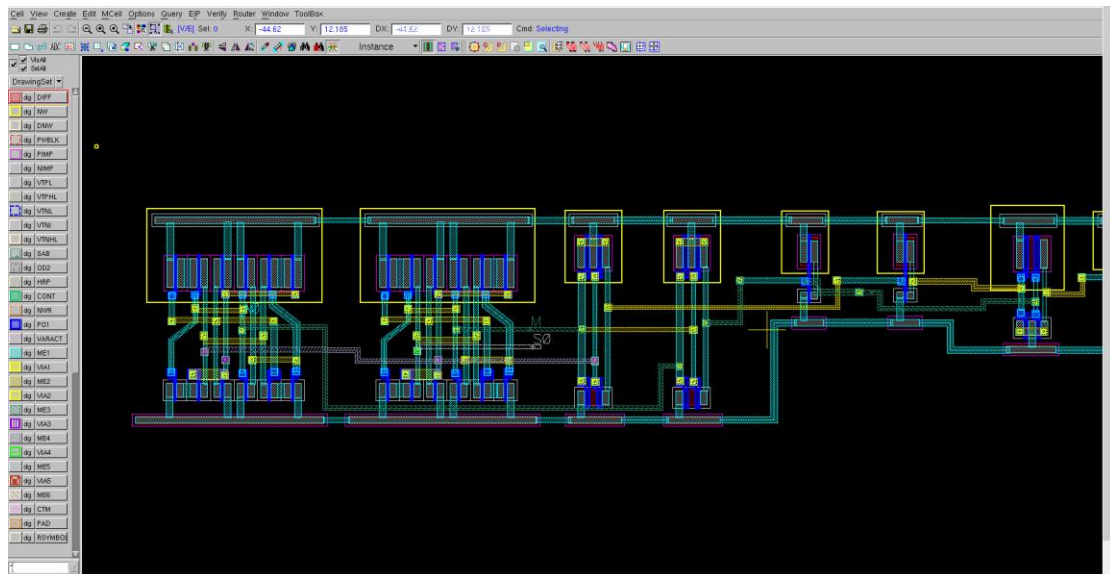 Cell View Create Edit MCell Options Query EIP Verify Router Window ToolBox
[V/E] Sel: 0 X: -44.62 Y: 12.185 DX: -44.62 DY: 12.185 Cmd: Selecting
Instance
VisAll
SelAll
DrawingSet
dg DIFF
dg NW
dg DNW
dg PWBLK
dg PIMP
dg NIMP
dg VTPL
dg VTPHL
dg VTNL
dg VTNI
dg VTNHL
dg SAB
dg OD2
dg HRP
dg CONT
dg NWR
dg PO1
dg VARACT
dg ME1
dg VIA1
dg ME2
dg VIA2
dg ME3
dg VIA3
dg ME4
dg VIA4
dg ME5
dg VIA5
dg ME6
dg CTM
dg PAD
dg RSYMBOL
M
S0